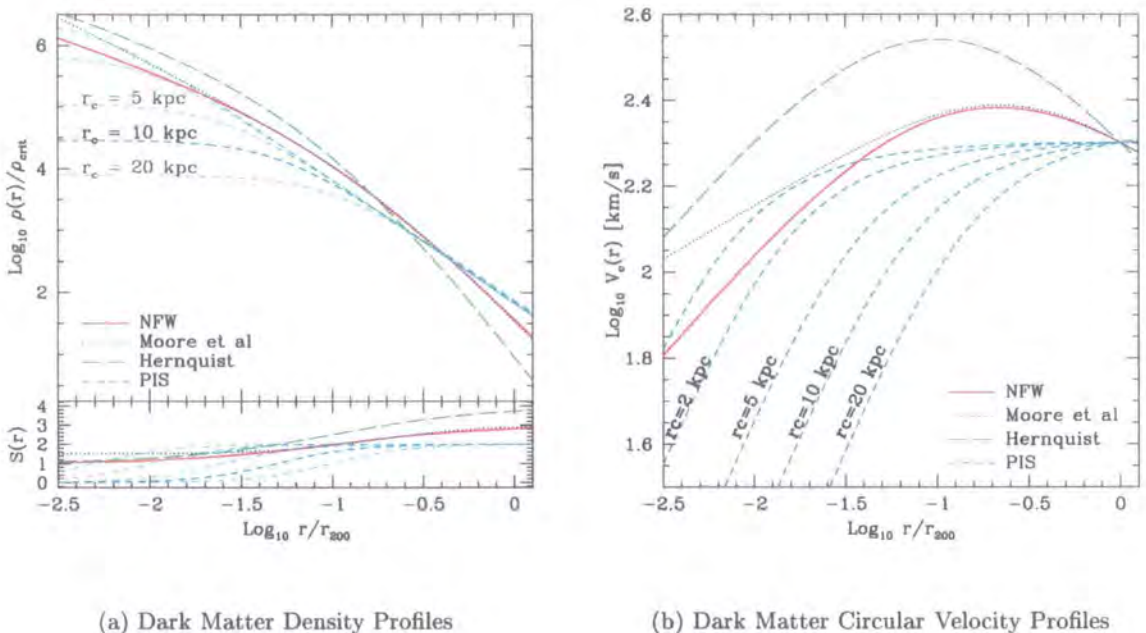 6
4
2
Log₁₀ ρ(r)/ρcrit
r_c = 5 kpc
r_c = 10 kpc
r_c = 20 kpc
NFW
Moore et al
Hernquist
PIS
4
3
2
1
0
S(r)
-2.5 -2 -1.5 -1 -0.5 0
Log₁₀ r/r₂₀₀
(a) Dark Matter Density Profiles
2.6
2.4
2.2
2
1.8
1.6
Log₁₀ V_c(r) [km/s]
rc=2 kpc
rc=5 kpc
rc=10 kpc
rc=20 kpc
NFW
Moore et al
Hernquist
PIS
-2.5 -2 -1.5 -1 -0.5 0
Log₁₀ r/r₂₀₀
(b) Dark Matter Circular Velocity Profiles